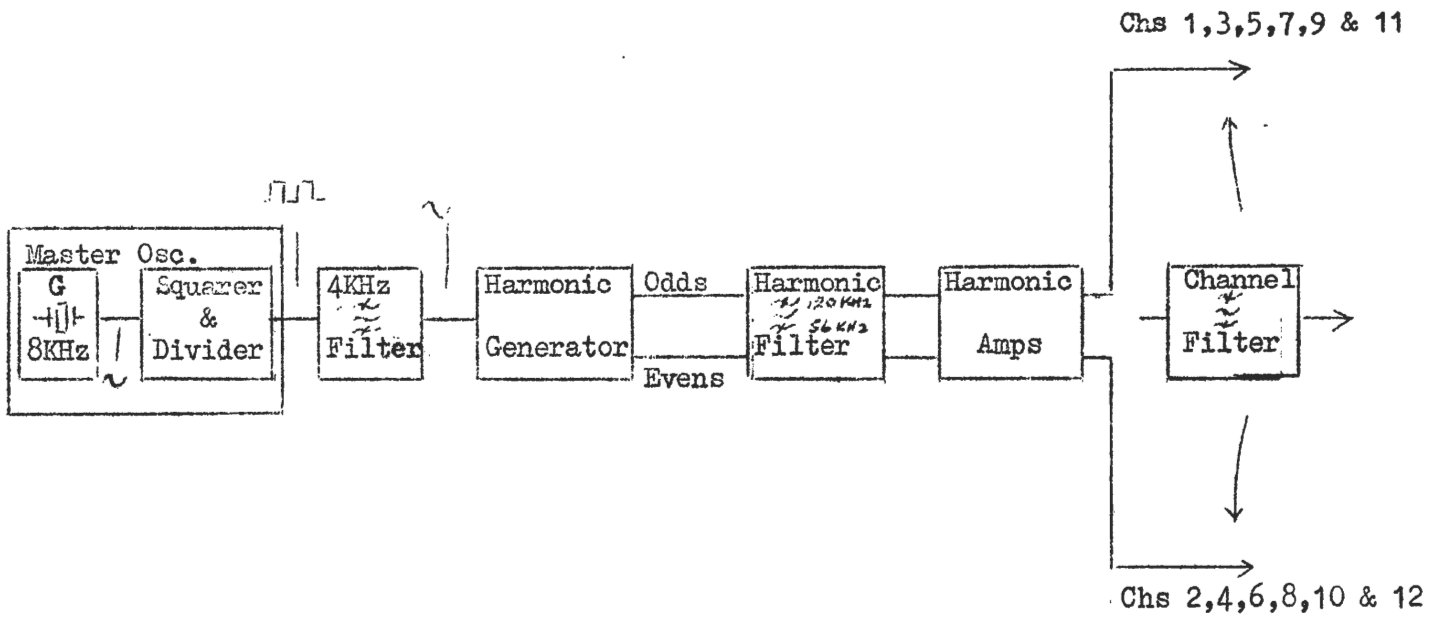 Chs 1,3,5,7,9 & 11
Master Osc.
G
8KHz
Squarer
&
Divider
4KHz
Filter
Harmonic
Generator
Odds
Evens
Harmonic
120 KHz
56 KHz
Filter
Harmonic
Amps
Channel
Filter
Chs 2,4,6,8,10 & 12